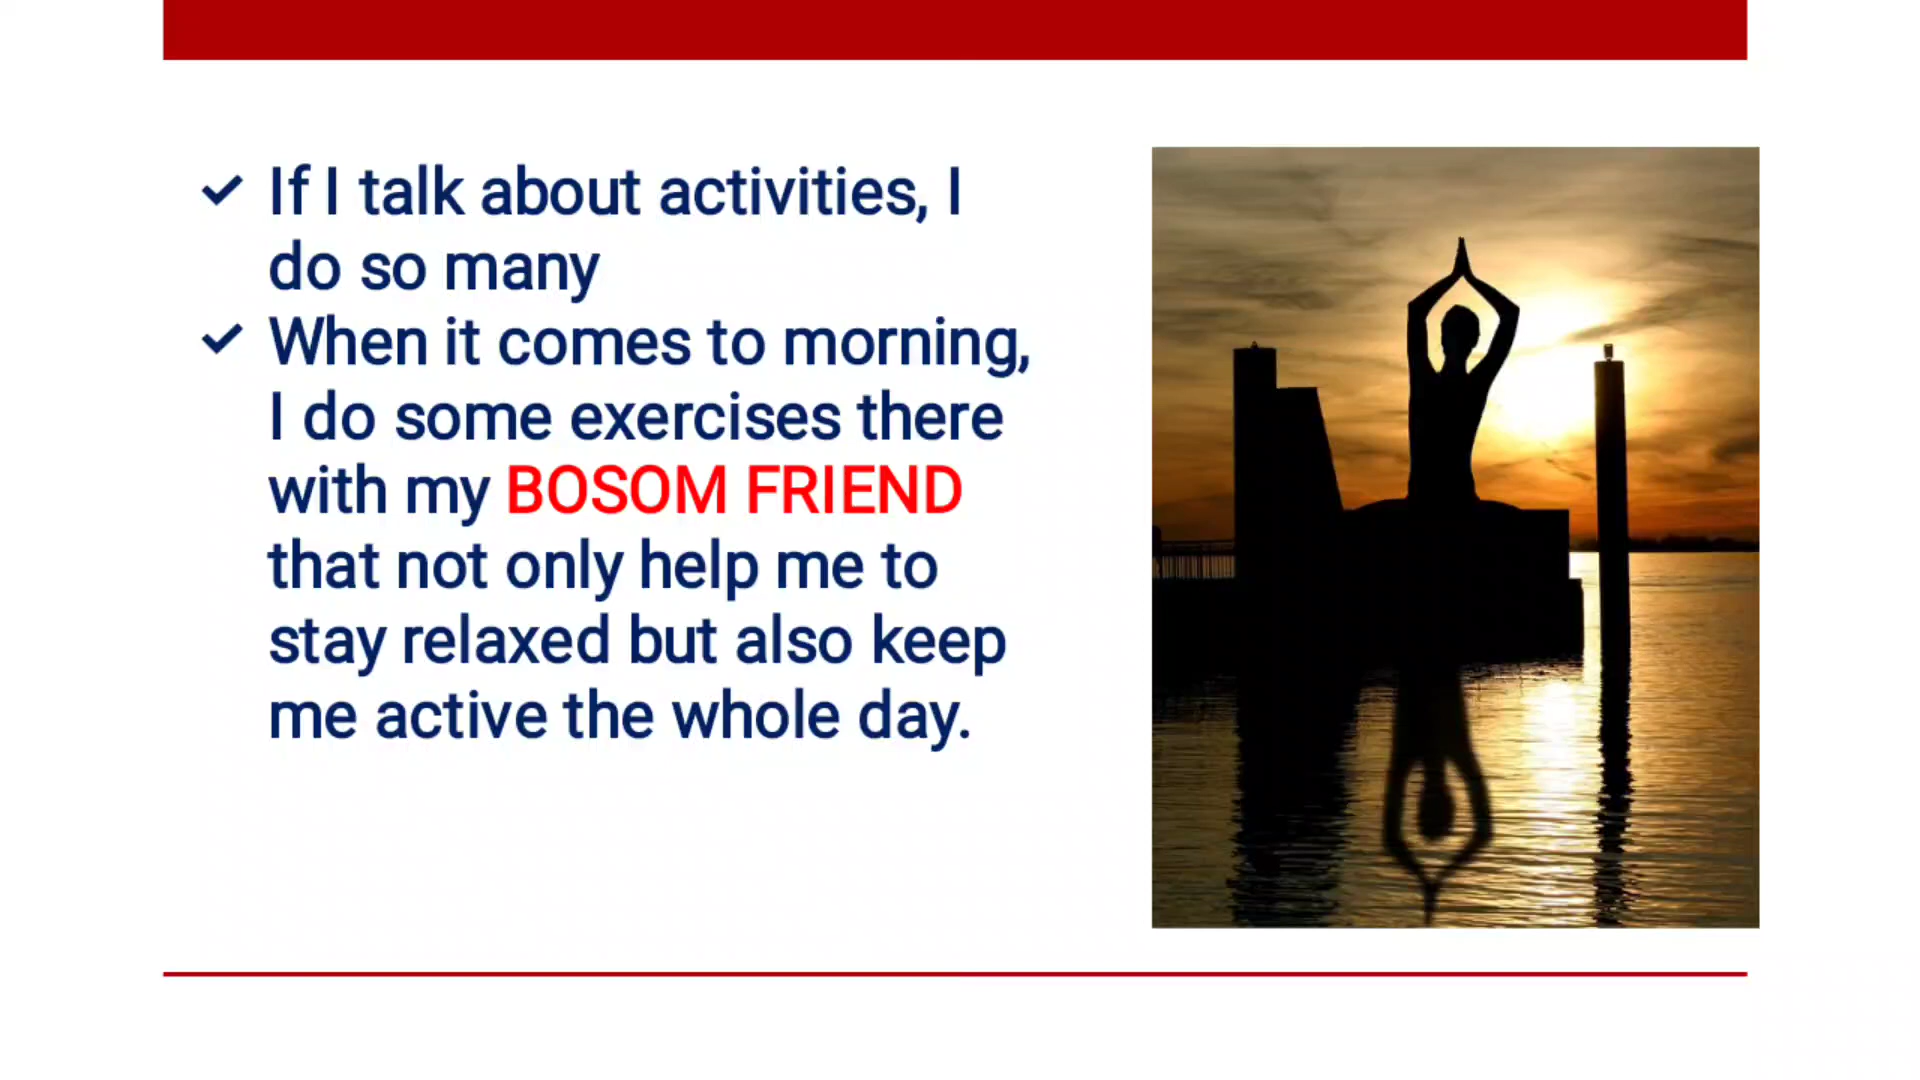 ✓ If I talk about activities, I
do so many
✓ When it comes to morning,
I do some exercises there
with my BOSOM FRIEND
that not only help me to
stay relaxed but also keep
me active the whole day.